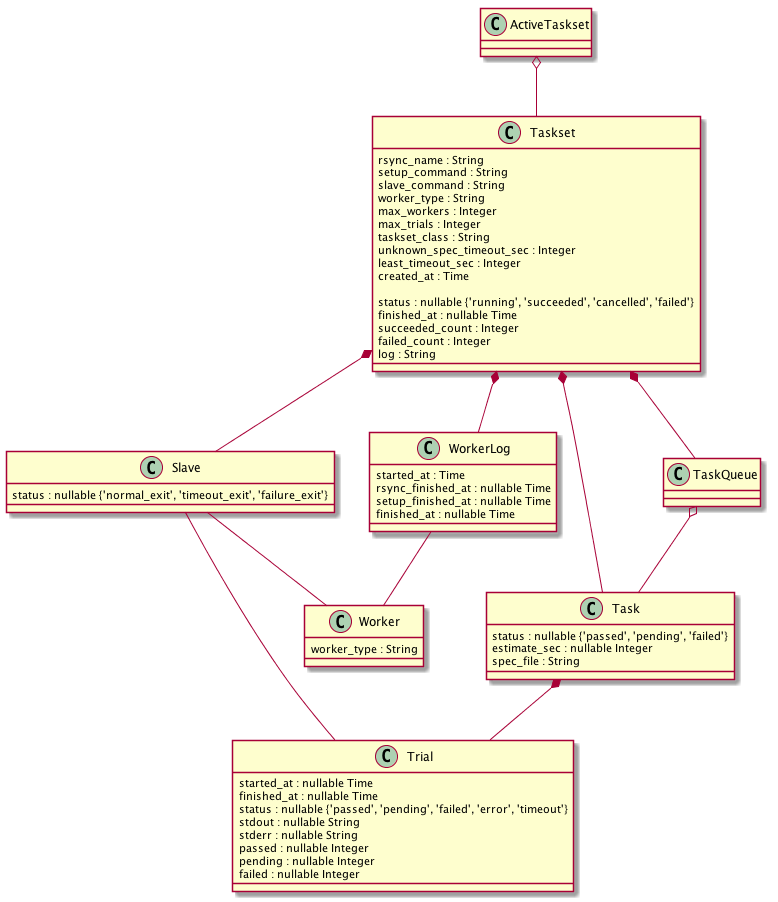 C ActiveTaskset
C Taskset
rsync_name : String
setup_command : String
slave_command : String
worker_type : String
max_workers : Integer
max_trials : Integer
taskset_class : String
unknown_spec_timeout_sec : Integer
least_timeout_sec : Integer
created_at : Time
status : nullable {'running', 'succeeded', 'cancelled', 'failed'}
finished_at : nullable Time
succeeded_count : Integer
failed_count : Integer
log : String
C Slave
status : nullable {'normal_exit', 'timeout_exit', 'failure_exit'}
C WorkerLog
started_at : Time
rsync_finished_at : nullable Time
setup_finished_at : nullable Time
finished_at : nullable Time
C TaskQueue
C Worker
worker_type : String
C Task
status : nullable {'passed', 'pending', 'failed'}
estimate_sec : nullable Integer
spec_file : String
C Trial
started_at : nullable Time
finished_at : nullable Time
status : nullable {'passed', 'pending', 'failed', 'error', 'timeout'}
stdout : nullable String
stderr : nullable String
passed : nullable Integer
pending : nullable Integer
failed : nullable Integer